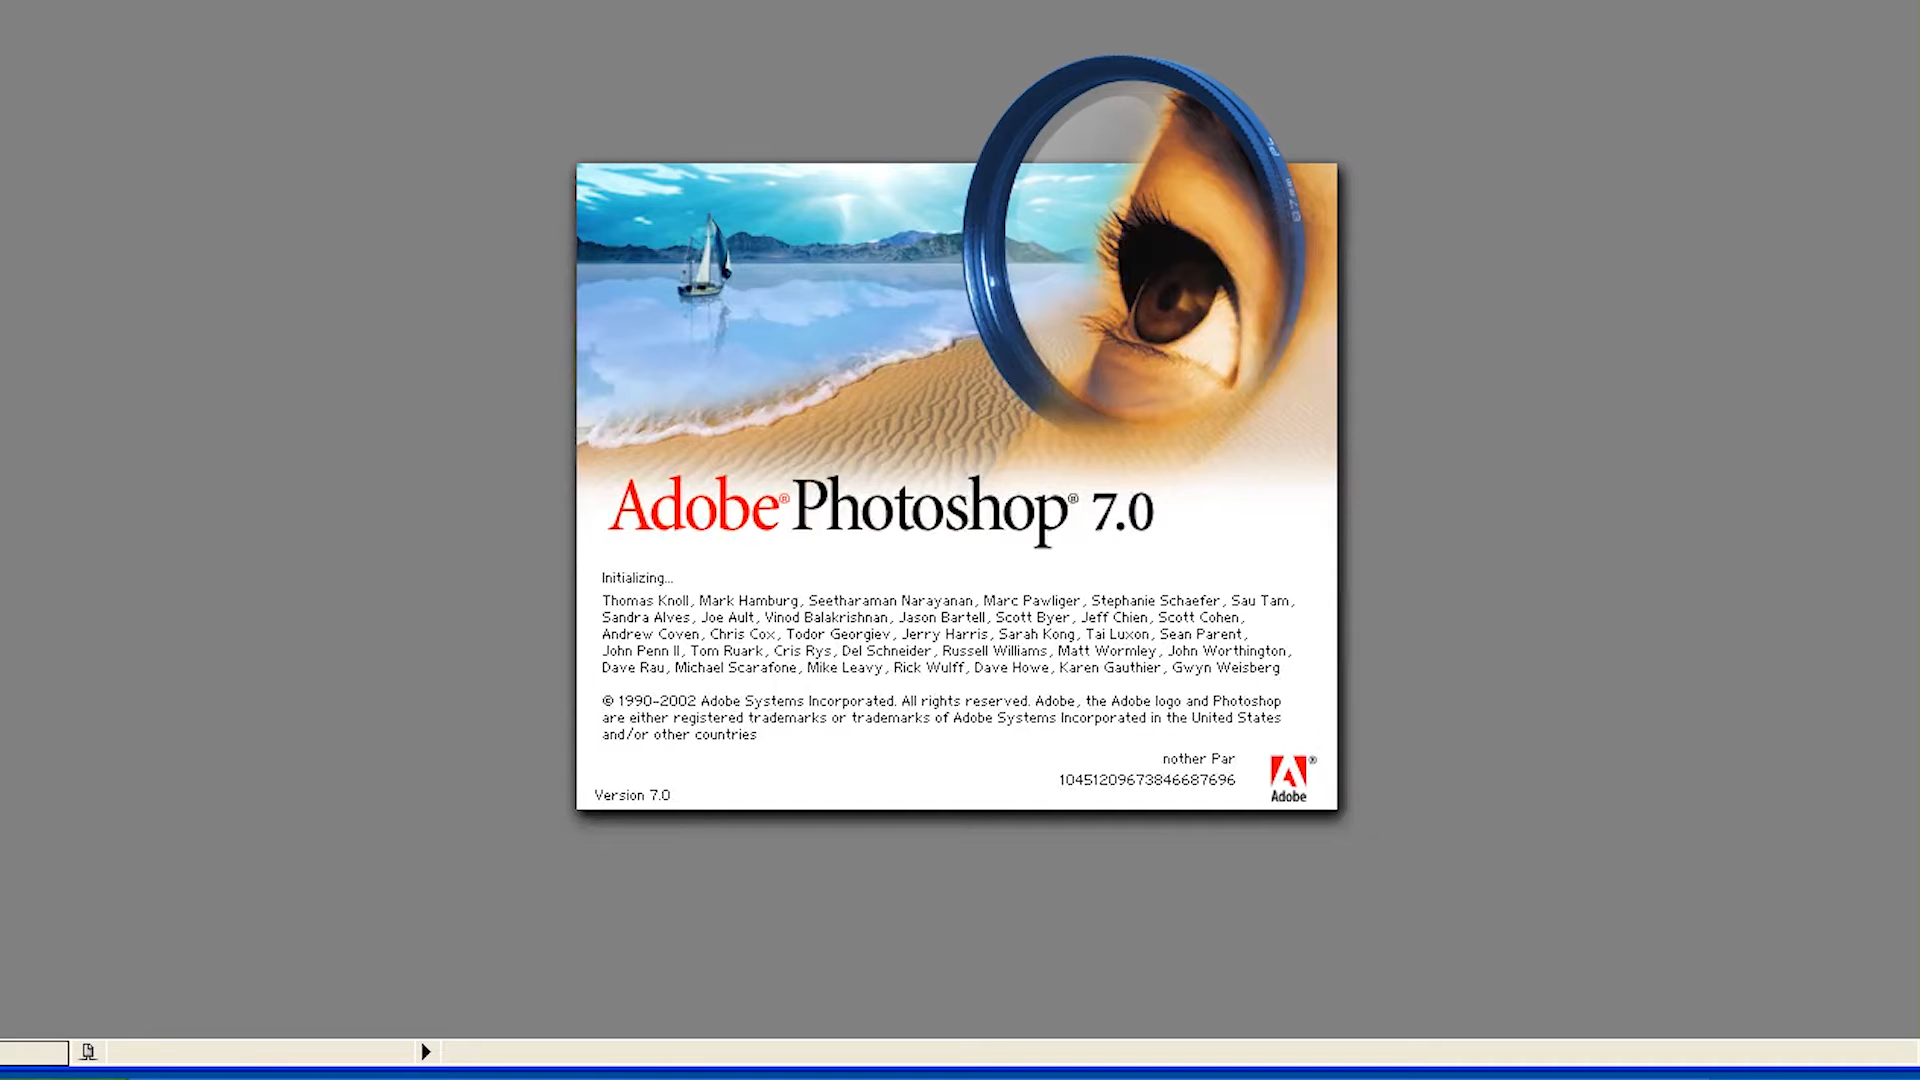 Adobe® Photoshop® 7.0
Initializing...
Thomas Knoll, Mark Hamburg, Seetharaman Narayanan, Marc Pawliger, Stephanie Schaefer, Sau Tam,
Sandra Alves, Joe Ault, Vinod Balakrishnan, Jason Bartell, Scott Byer, Jeff Chien, Scott Cohen,
Andrew Coven, Chris Cox, Todor Georgiev, Jerry Harris, Sarah Kong, Tai Luxon, Sean Parent,
John Penn II, Tom Ruark, Cris Rys, Del Schneider, Russell Williams, Matt Wormley, John Worthington,
Dave Rau, Michael Scarafone, Mike Leavy, Rick Wulff, Dave Howe, Karen Gauthier, Gwyn Weisberg
© 1990-2002 Adobe Systems Incorporated. All rights reserved. Adobe, the Adobe logo and Photoshop
are either registered trademarks or trademarks of Adobe Systems Incorporated in the United States
and/or other countries
nother Par
10451209673846687696
Adobe®
Version 7.0